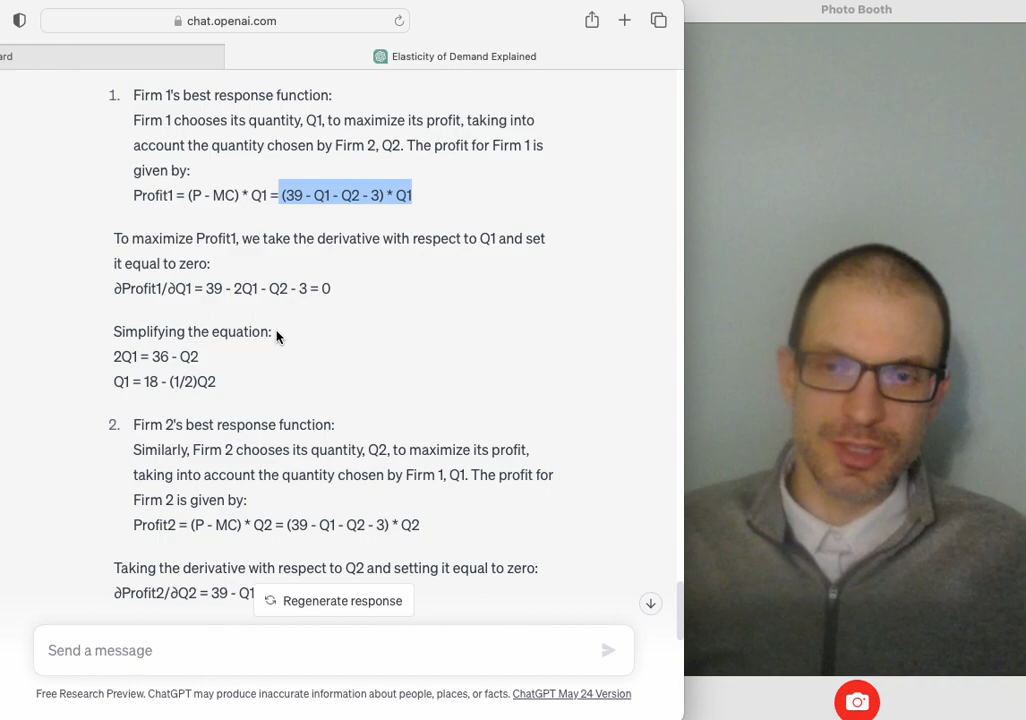 Photo Booth
chat.openai.com
ard
Elasticity of Demand Explained
1. Firm 1's best response function:
Firm 1 chooses its quantity, Q1, to maximize its profit, taking into
account the quantity chosen by Firm 2, Q2. The profit for Firm 1 is
given by:
Profit1 = (P - MC) * Q1 = (39 - Q1 - Q2 - 3) * Q1
To maximize Profit1, we take the derivative with respect to Q1 and set
it equal to zero:
∂Profit1/∂Q1 = 39 - 2Q1 - Q2 - 3 = 0
Simplifying the equation:
2Q1 = 36 - Q2
Q1 = 18 - (1/2)Q2
2. Firm 2's best response function:
Similarly, Firm 2 chooses its quantity, Q2, to maximize its profit,
taking into account the quantity chosen by Firm 1, Q1. The profit for
Firm 2 is given by:
Profit2 = (P - MC) * Q2 = (39 - Q1 - Q2 - 3) * Q2
Taking the derivative with respect to Q2 and setting it equal to zero:
∂Profit2/∂Q2 = 39 - Q1
Regenerate response
Send a message
Free Research Preview. ChatGPT may produce inaccurate information about people, places, or facts. ChatGPT May 24 Version